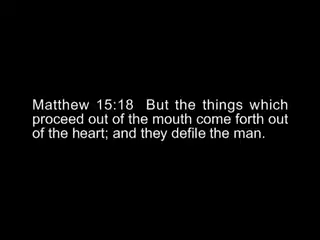 Matthew 15:18  But the things which
proceed out of the mouth come forth out
of the heart; and they defile the man.